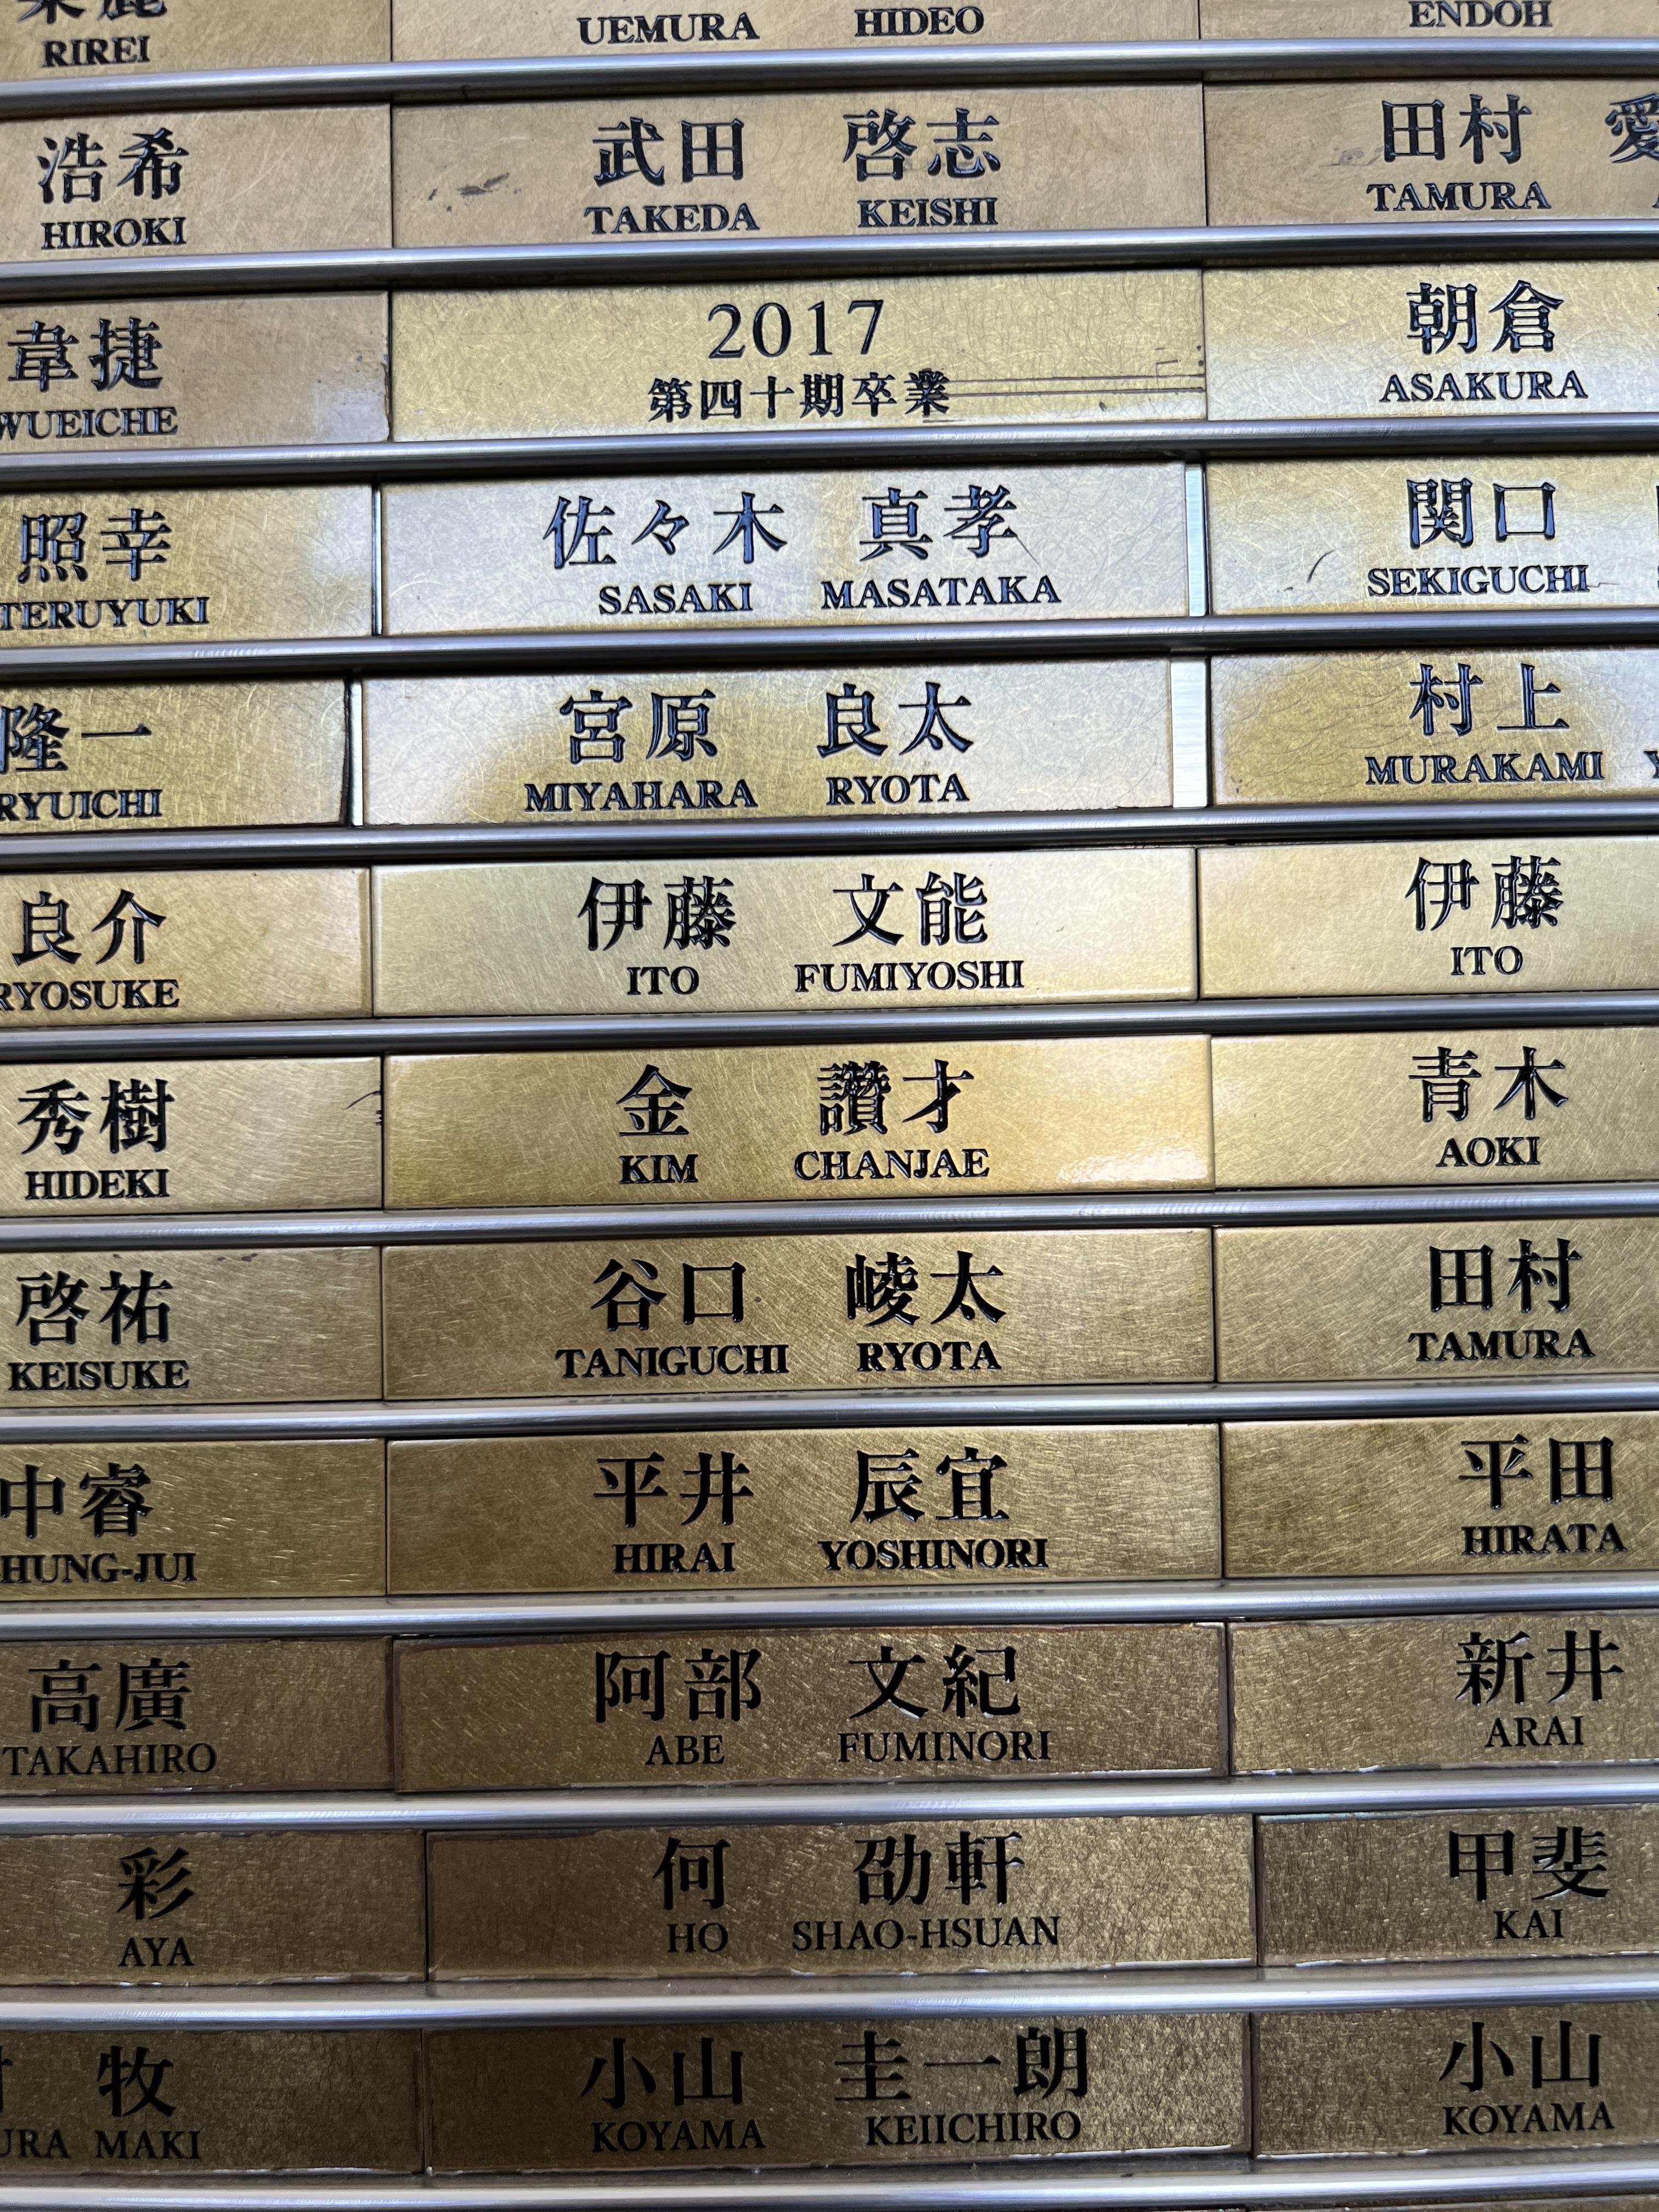 RIREI
UEMURA HIDEO
ENDOH
浩希
HIROKI
武田 啓志
TAKEDA KEISHI
田村 愛
TAMURA
韋捷
WUEICHE
2017
第四十期卒業
朝倉
ASAKURA
照幸
TERUYUKI
佐々木 真孝
SASAKI MASATAKA
関口
SEKIGUCHI
隆一
RYUICHI
宮原 良太
MIYAHARA RYOTA
村上
MURAKAMI Y
良介
RYOSUKE
伊藤 文能
ITO FUMIYOSHI
伊藤
ITO
秀樹
HIDEKI
金 讚才
KIM CHANJAE
青木
AOKI
啓祐
KEISUKE
谷口 崚太
TANIGUCHI RYOTA
田村
TAMURA
中睿
HUNG-JUI
平井 辰宜
HIRAI YOSHINORI
平田
HIRATA
高廣
TAKAHIRO
阿部 文紀
ABE FUMINORI
新井
ARAI
彩
AYA
何 劭軒
HO SHAO-HSUAN
甲斐
KAI
牧
URA MAKI
小山 圭一朗
KOYAMA KEIICHIRO
小山
KOYAMA